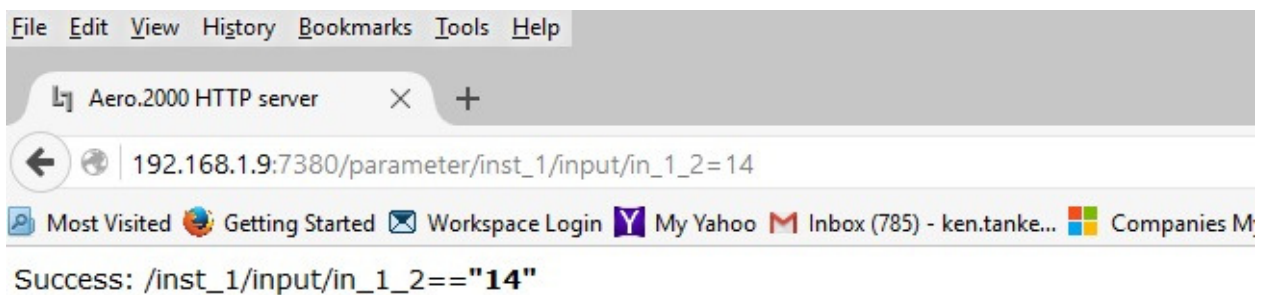 File Edit View History Bookmarks Tools Help
Aero.2000 HTTP server
192.168.1.9:7380/parameter/inst_1/input/in_1_2=14
Most Visited Getting Started Workspace Login My Yahoo Inbox (785) - ken.tanke... Companies M
Success: /inst_1/input/in_1_2=="14"